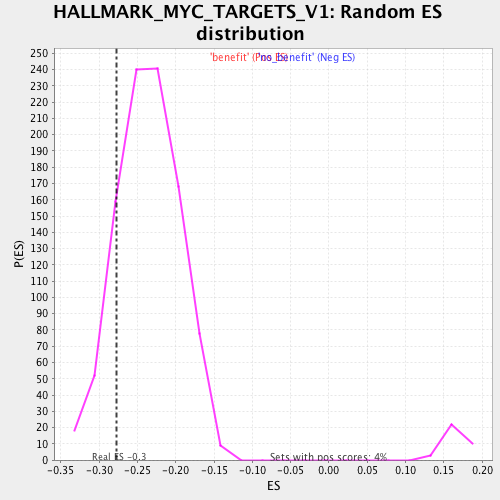 HALLMARK_MYC_TARGETS_V1: Random ES
distribution
'benefit' (Pos ES)
'no_benefit' (Neg ES)
250
240
230
220
210
200
190
180
170
160
150
140
130
120
110
100
90
80
70
60
50
40
30
20
10
0
P(ES)
Real ES -0.3
Sets with pos scores: 4%
-0.35 -0.30 -0.25 -0.20 -0.15 -0.10 -0.05 0.00 0.05 0.10 0.15 0.20
ES